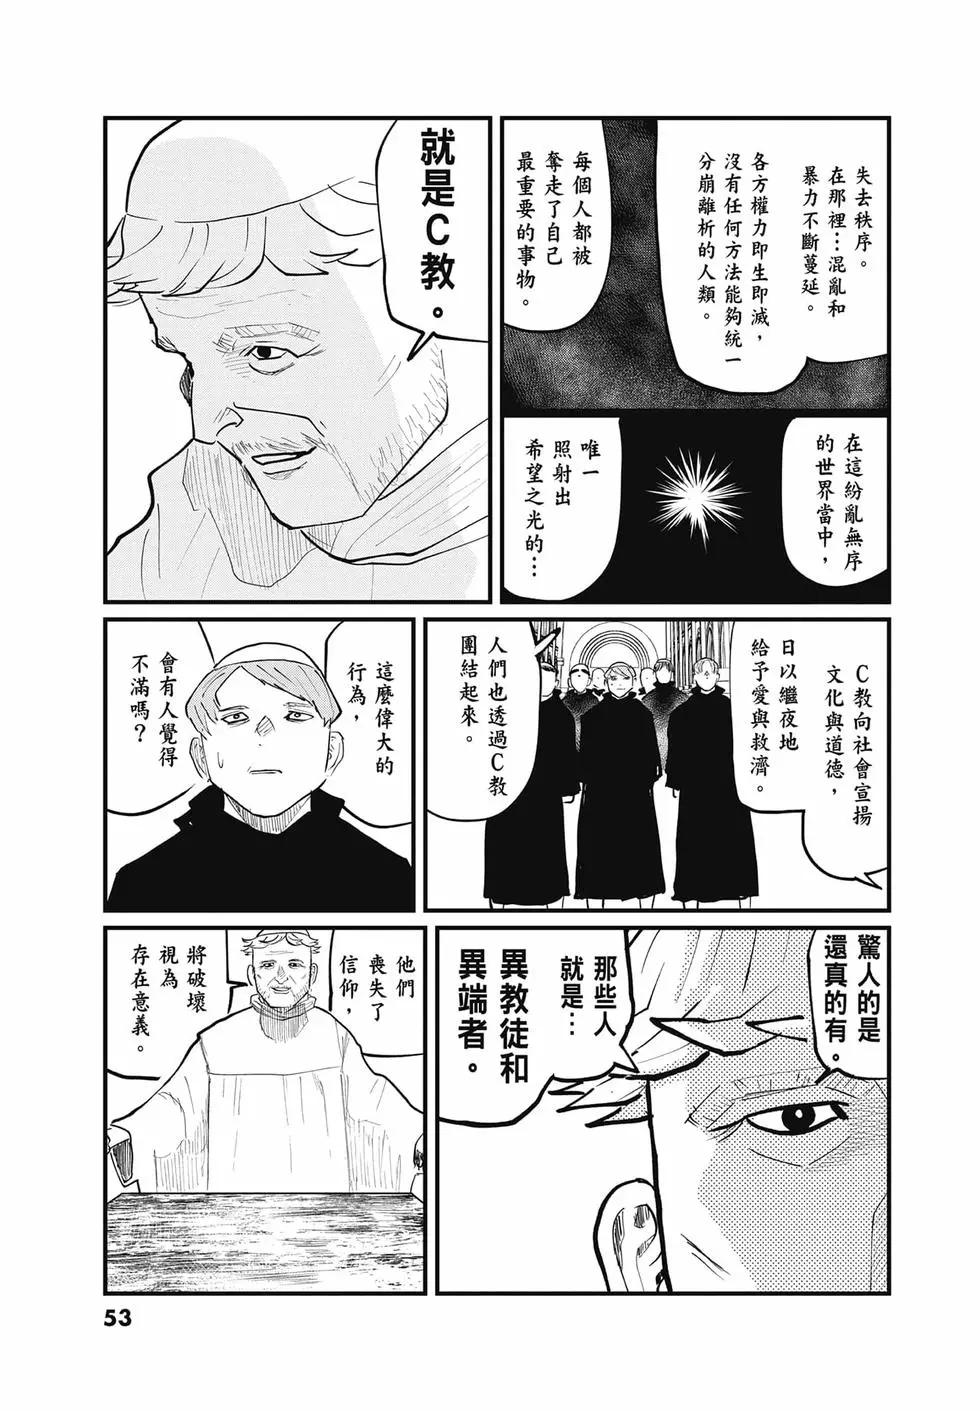 失去秩序。
在那裡…混亂和
暴力不斷蔓延。
各方權力即生即滅，
沒有任何方法能夠統一
分崩離析的人類。
每個人都被
奪走了自己
最重要的事物。
在這紛亂無序
的世界當中，
唯一
照射出
希望之光的…
就是Ｃ教。
Ｃ教向社會宣揚
文化與道德，
日以繼夜地
給予愛與救濟。
人們也透過Ｃ教
團結起來。
這麼偉大的
行為，
會有人覺得
不滿嗎？
驚人的是
還真的有。
那些人
就是…
異教徒和
異端者。
他們
喪失了
信仰，
將破壞
視為
存在意義。
53